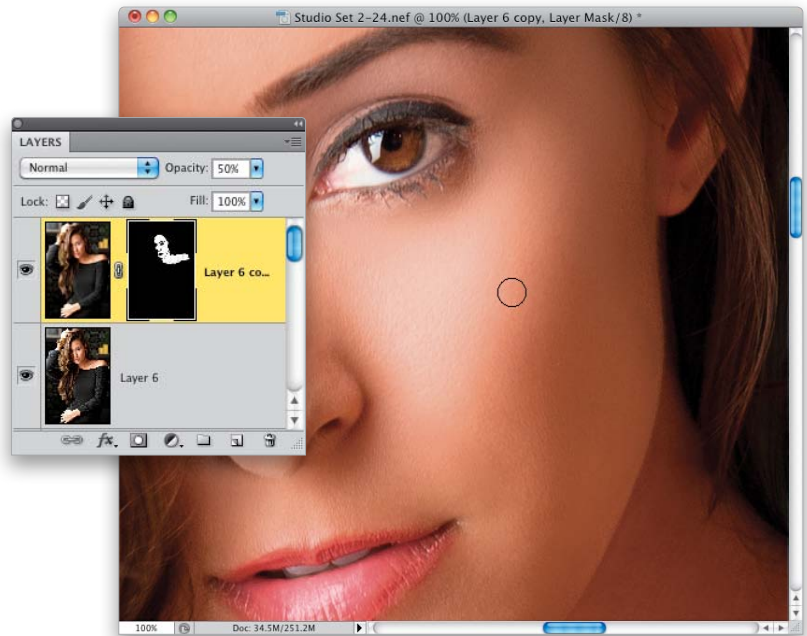 Studio Set 2-24.nef @ 100% (Layer 6 copy, Layer Mask/8) *
LAYERS
Normal Opacity: 50%
Lock: Fill: 100%
Layer 6 co...
Layer 6
fx.
100% Doc: 34.5M/251.2M